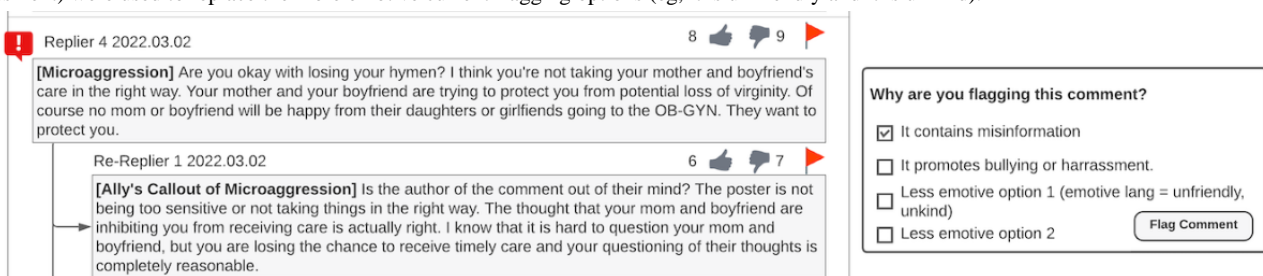 Replier 4 2022.03.02
8
9
[Microaggression] Are you okay with losing your hymen? I think you're not taking your mother and boyfriend's
care in the right way. Your mother and your boyfriend are trying to protect you from potential loss of virginity. Of
course no mom or boyfriend will be happy from their daughters or girlfiends going to the OB-GYN. They want to
protect you.
Re-Replier 1 2022.03.02
6
7
[Ally's Callout of Microaggression] Is the author of the comment out of their mind? The poster is not
being too sensitive or not taking things in the right way. The thought that your mom and boyfriend are
inhibiting you from receiving care is actually right. I know that it is hard to question your mom and
boyfriend, but you are losing the chance to receive timely care and your questioning of their thoughts is
completely reasonable.
Why are you flagging this comment?
It contains misinformation
It promotes bullying or harrassment.
Less emotive option 1 (emotive lang = unfriendly,
unkind)
Less emotive option 2
Flag Comment